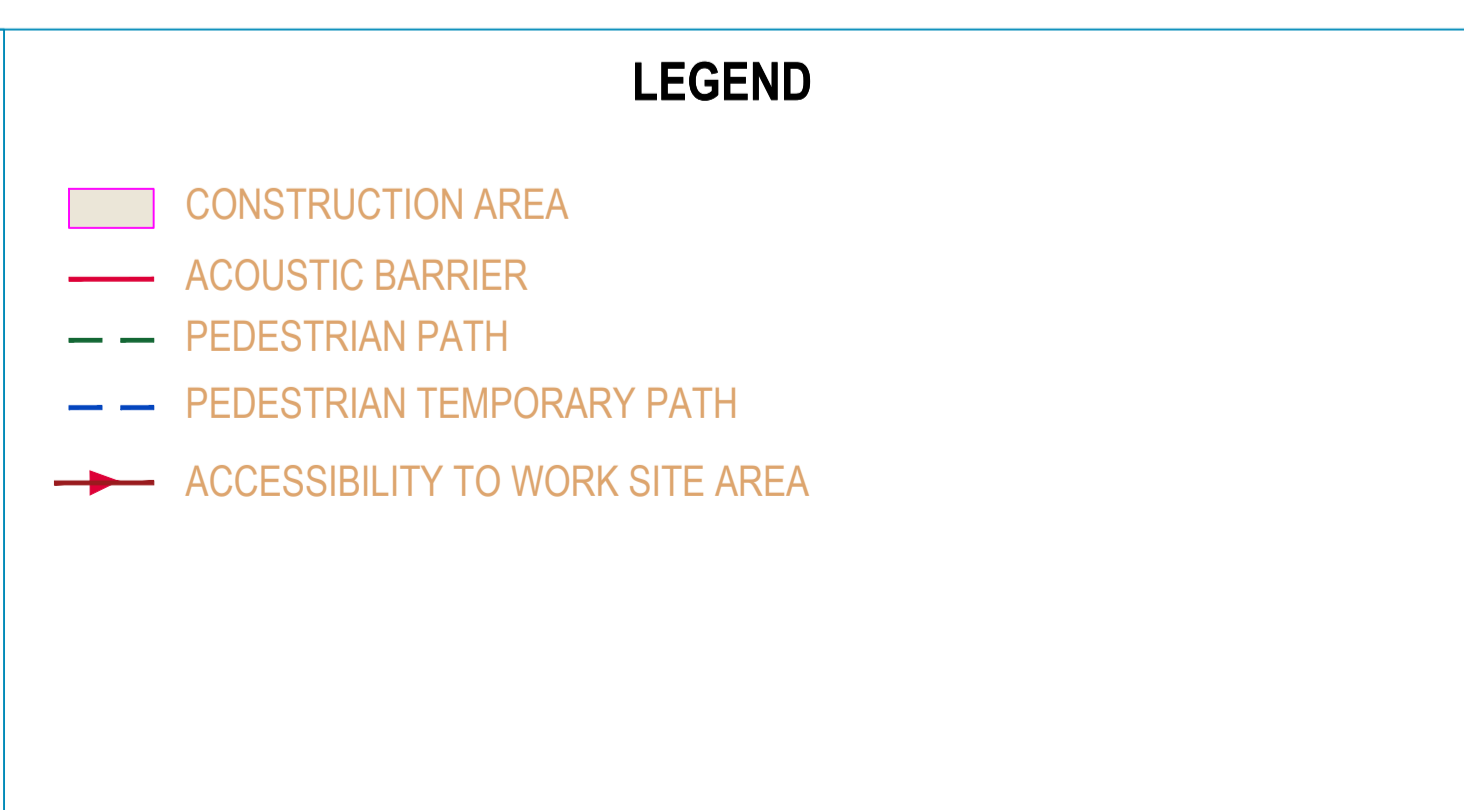 LEGEND
CONSTRUCTION AREA
ACOUSTIC BARRIER
PEDESTRIAN PATH
PEDESTRIAN TEMPORARY PATH
ACCESSIBILITY TO WORK SITE AREA